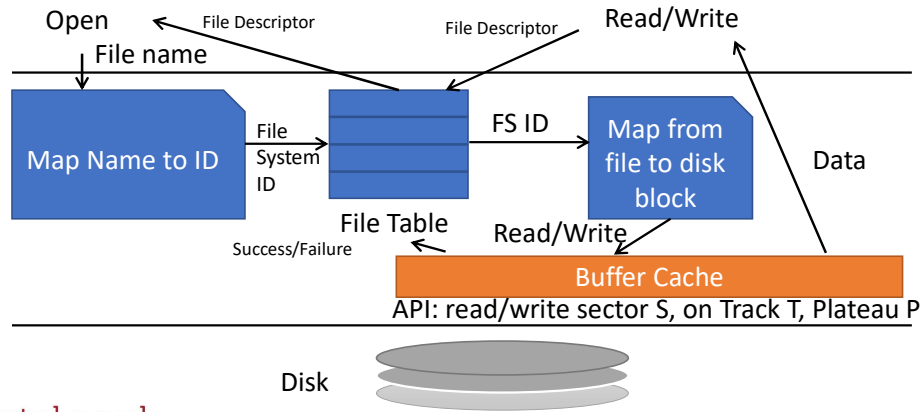 Open
File Descriptor
File Descriptor
Read/Write
File name
Map Name to ID
File
System
ID
FS ID
Map from
file to disk
block
Data
File Table
Success/Failure
Read/Write
Buffer Cache
API: read/write sector S, on Track T, Plateau P
Disk